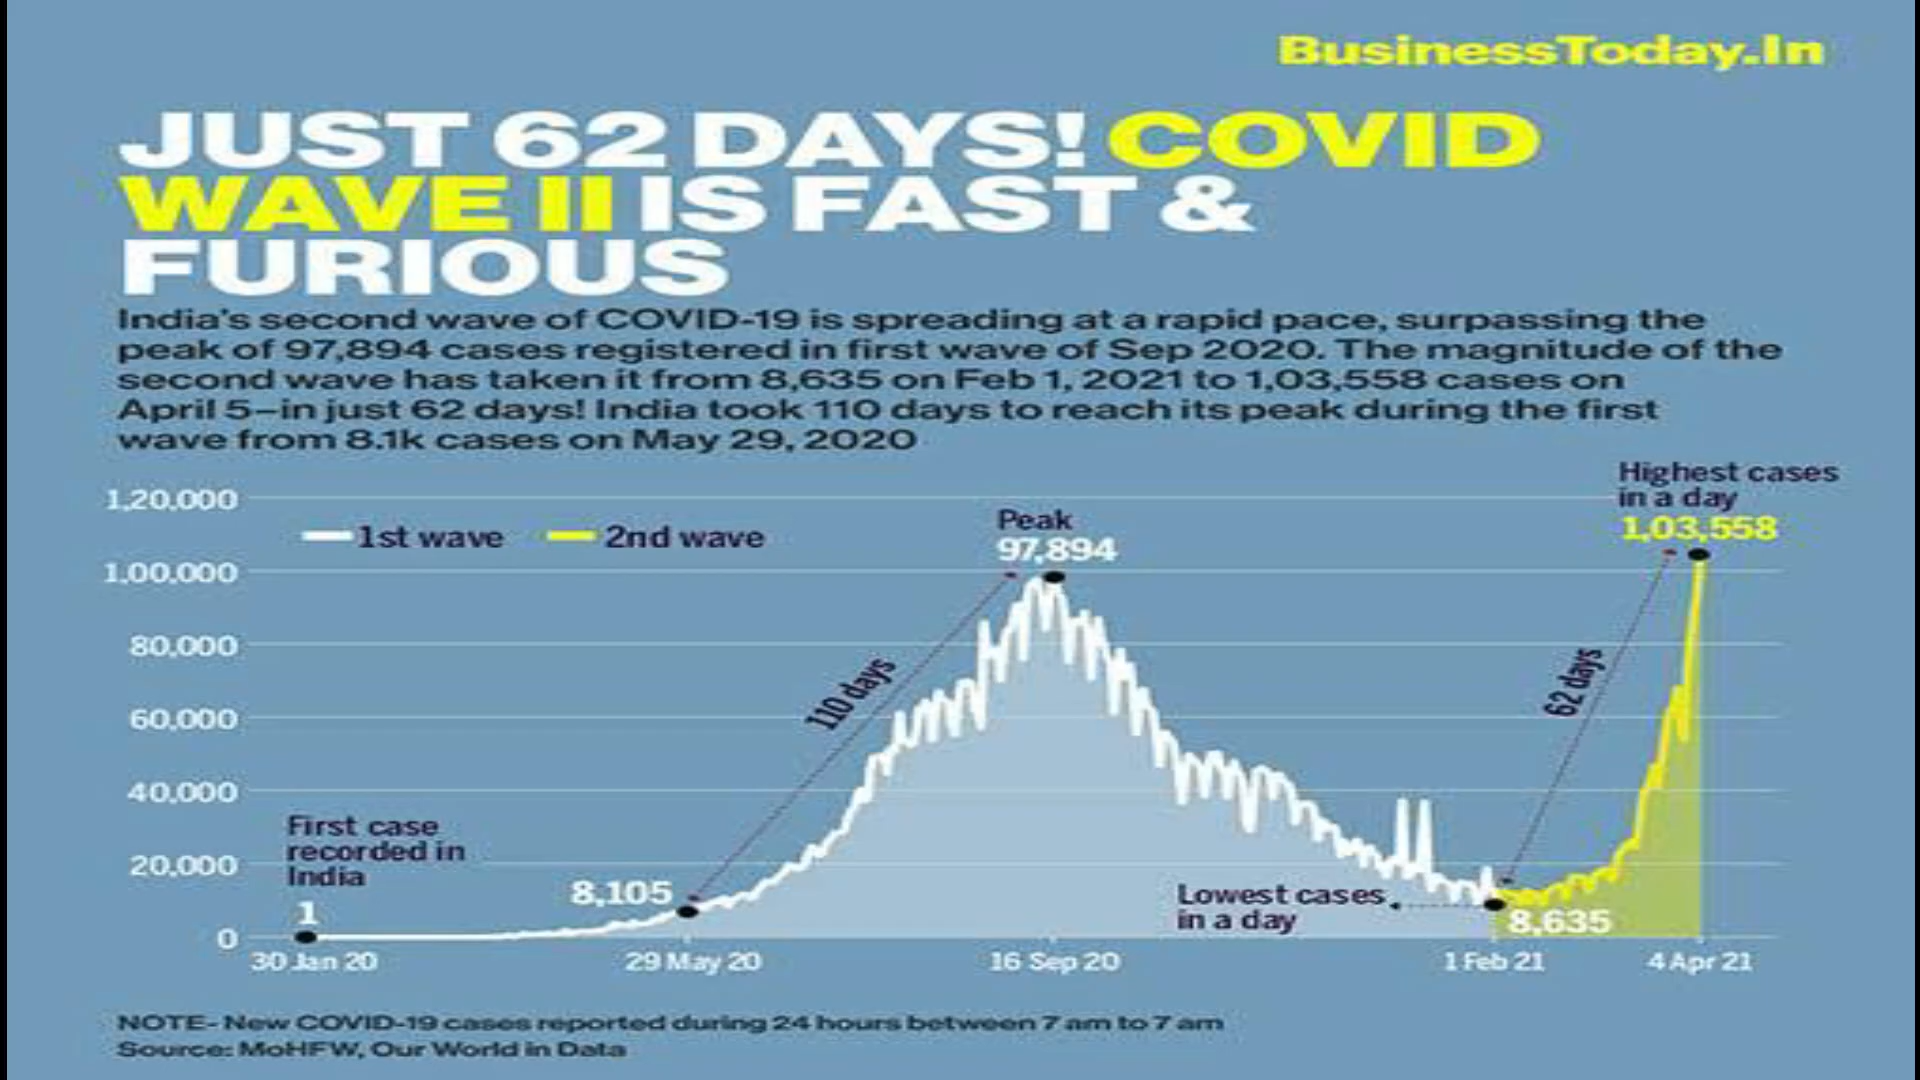 BusinessToday.In
JUST 62 DAYS! COVID
WAVE II IS FAST &
FURIOUS
India's second wave of COVID-19 is spreading at a rapid pace, surpassing the
peak of 97,894 cases registered in first wave of Sep 2020. The magnitude of the
second wave has taken it from 8,635 on Feb 1, 2021 to 1,03,558 cases on
April 5–in just 62 days! India took 110 days to reach its peak during the first
wave from 8.1k cases on May 29, 2020
Highest cases
in a day
1,03,558
1,20,000
1st wave
2nd wave
Peak
97,894
1,00,000
80,000
110 days
62 days
60,000
40,000
First case
recorded in
India
1
20,000
8,105
Lowest cases
in a day
8,635
0
30 Jan 20
29 May 20
16 Sep 20
1 Feb 21
4 Apr 21
NOTE- New COVID-19 cases reported during 24 hours between 7 am to 7 am
Source: MoHFW, Our World in Data